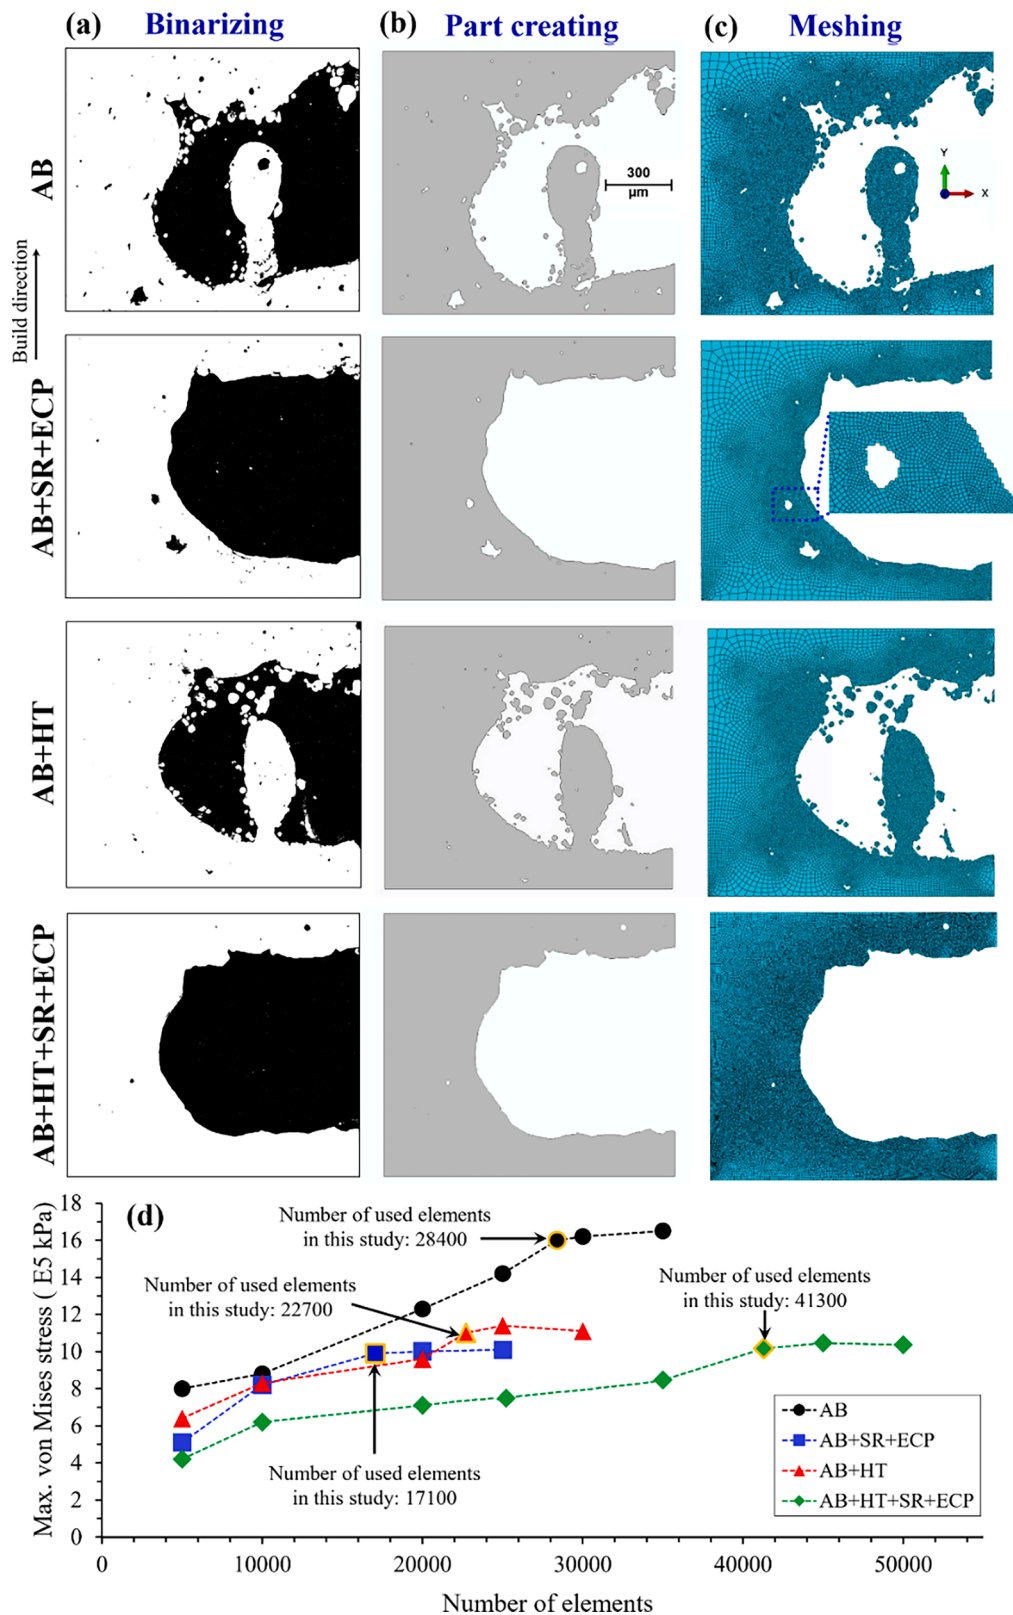 (a) Binarizing
(b) Part creating
(c) Meshing
AB
300
µm
Y
X
Build direction
AB+SR+ECP
AB+HT
AB+HT+SR+ECP
(d)
Max. von Mises stress ( E5 kPa)
18
16
14
12
10
8
6
4
2
0
Number of used elements
in this study: 28400
Number of used elements
in this study: 22700
Number of used elements
in this study: 41300
Number of used elements
in this study: 17100
AB
AB+SR+ECP
AB+HT
AB+HT+SR+ECP
0 10000 20000 30000 40000 50000
Number of elements